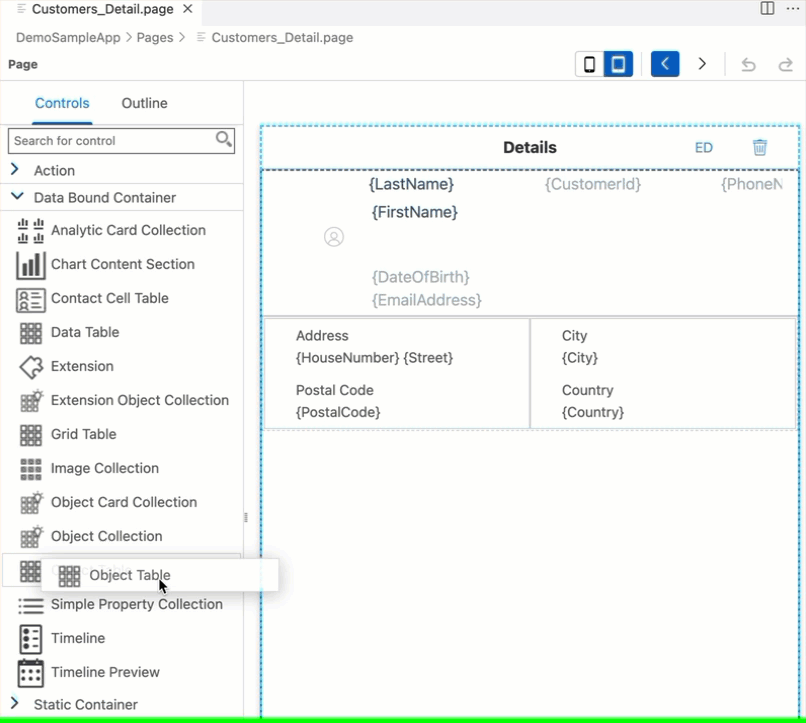 Customers_Detail.page
DemoSampleApp > Pages > Customers_Detail.page
Page
Controls Outline
Search for control
Action
Data Bound Container
Analytic Card Collection
Chart Content Section
Contact Cell Table
Data Table
Extension
Extension Object Collection
Grid Table
Image Collection
Object Card Collection
Object Collection
Object Table
Simple Property Collection
Timeline
Timeline Preview
Static Container
Details ED
{LastName} {CustomerId} {PhoneN
{FirstName}
{DateOfBirth}
{EmailAddress}
Address City
{HouseNumber} {Street} {City}
Postal Code Country
{PostalCode} {Country}